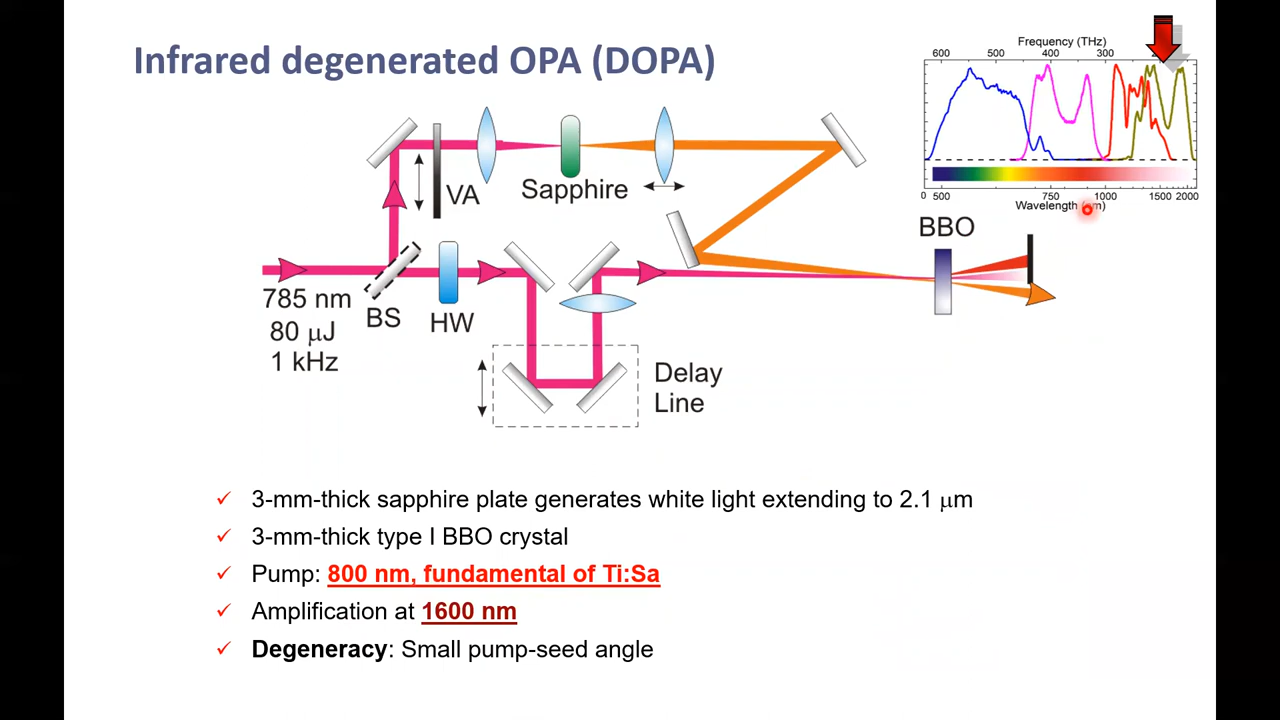 Infrared degenerated OPA (DOPA)
Frequency (THz)
600 500 400 300
500 750 1000 1500 2000
0
Wavelength
VA
Sapphire
BBO
785 nm
80 μJ
1 kHz
BS
HW
Delay
Line
✓ 3-mm-thick sapphire plate generates white light extending to 2.1 μm
✓ 3-mm-thick type I BBO crystal
✓ Pump: 800 nm, fundamental of Ti:Sa
✓ Amplification at 1600 nm
✓ Degeneracy: Small pump-seed angle